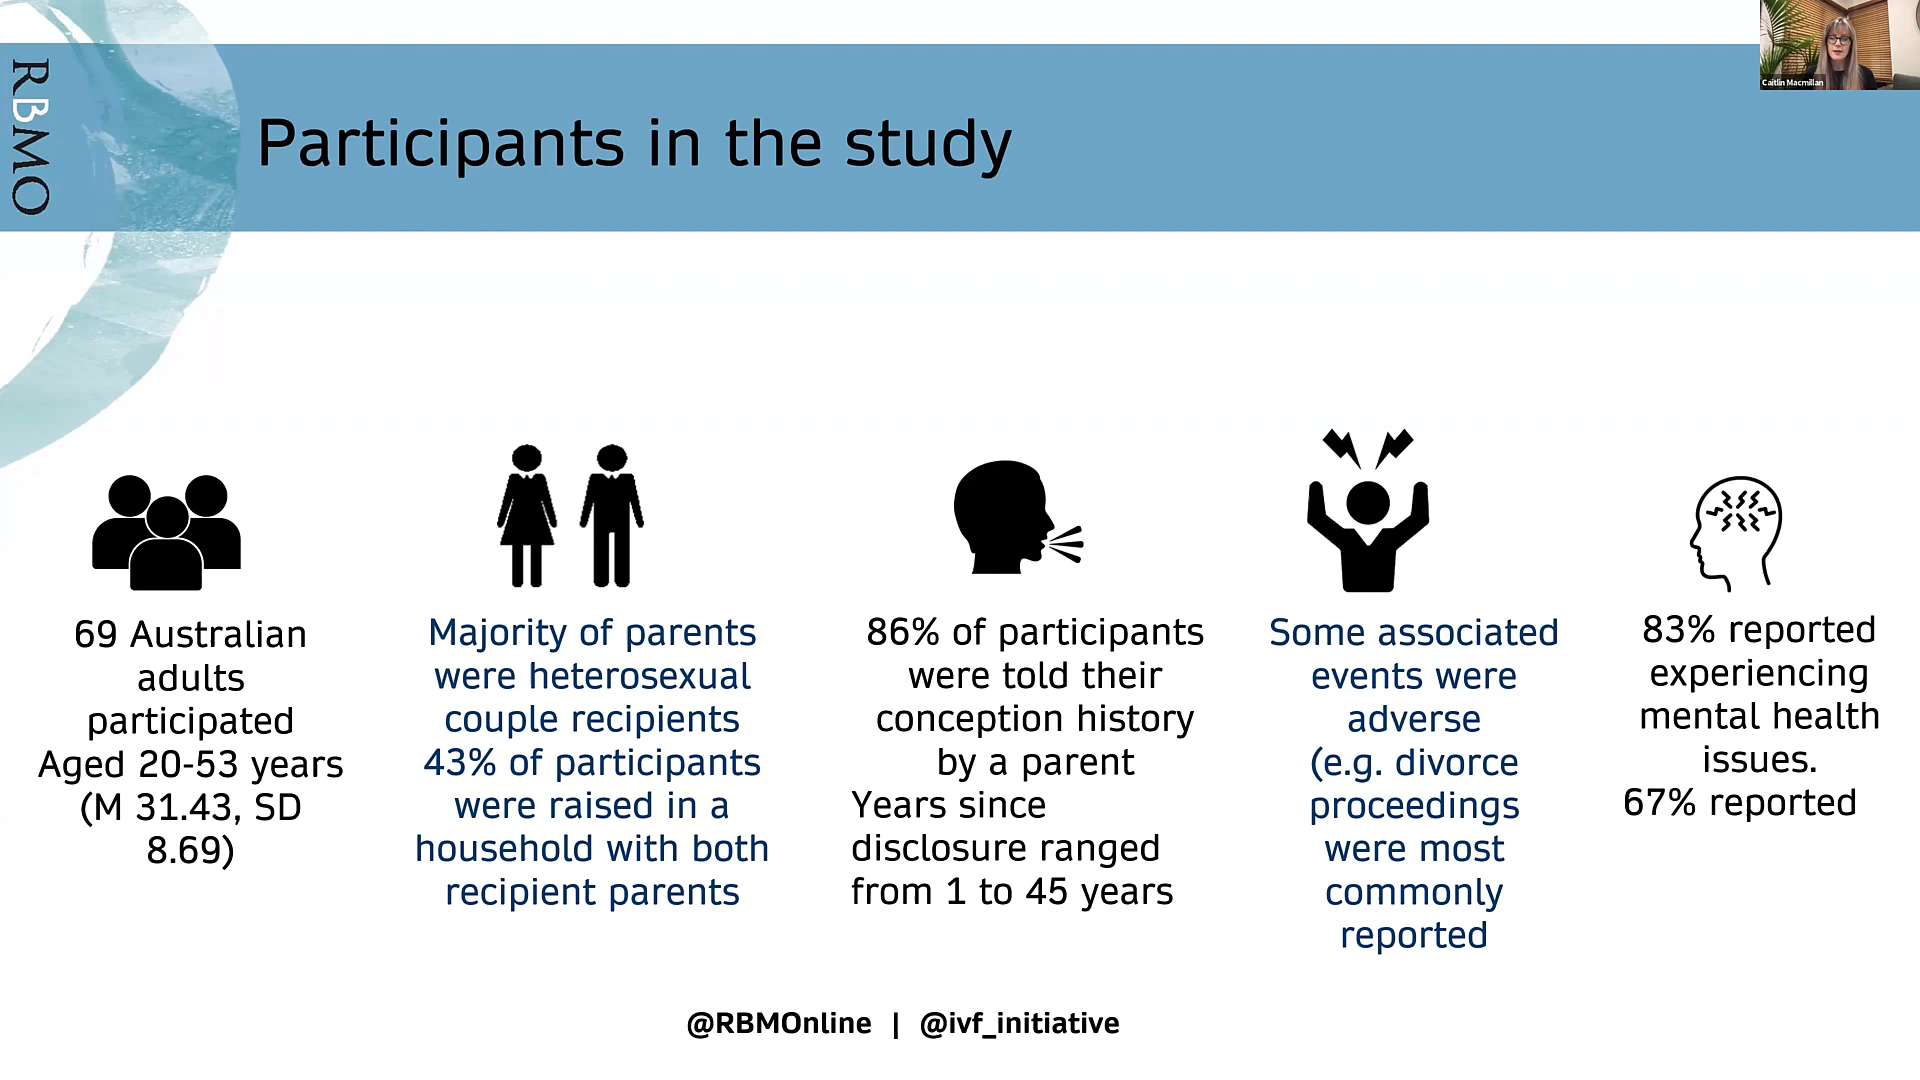 RBMO
Caitlin Macmillan
Participants in the study
69 Australian
adults
participated
Aged 20-53 years
(M 31.43, SD
8.69)
Majority of parents
were heterosexual
couple recipients
43% of participants
were raised in a
household with both
recipient parents
86% of participants
were told their
conception history
by a parent
Years since
disclosure ranged
from 1 to 45 years
Some associated
events were
adverse
(e.g. divorce
proceedings
were most
commonly
reported
83% reported
experiencing
mental health
issues.
67% reported
@RBMOnline | @ivf_initiative